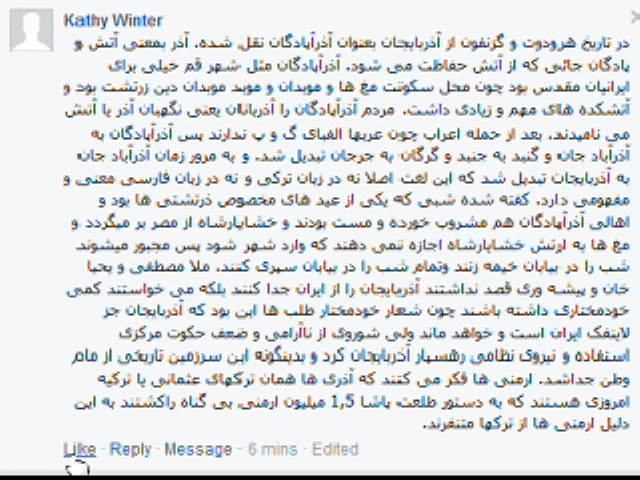 Kathy Winter
در تاریخ هرودوت و گزنفون از آذربایجان بعنوان آذرآبادگان نقل شده. آذر بمعنی آتش و
بادگان جائی که از آتش حفاظت می شود. آذرآبادگان مثل شهر قم خیلی برای
ایرانیان مقدس بود چون محل سکونت مغ ها و موبدان و موبد موبدان دین زرتشت بود و
آتشکده های مهم و زیادی داشت. مردم آذرآبادگان را آذربانان یعنی نگهبان آذر یا آتش
می نامیدند. بعد از حمله اعراب چون عربها الفبای گ و پ ندارند پس آذرآبادگان به
آذرآباد جان و گنبد به جنبد و گرگان به جرجان تبدیل شد. و به مرور زمان آذرآباد جان
به آذربایجان تبدیل شد که این لغت اصلا نه در زبان ترکی و نه در زبان فارسی معنی و
مفهومی دارد. گفته شده شبی که یکی از عید های مخصوص ذرتشتی ها بود و
اهالی آذرآبادگان هم مشروب خورده و مست بودند و خشایارشاه از مصر بر میگردد و
مغ ها به ارتش خشایارشاه اجازه نمی دهند که وارد شهر شود پس مجبور میشوند
شب را در بیابان خیمه زنند وتمام شب را در بیابان سپری کنند. ملا مصطفی و یحیا
خان و پیشه وری قصد نداشتند آذربایجان را از ایران جدا کنند بلکه می خواستند کمی
خودمختاری داشته باشند چون شعار خودمختار طلب ها این بود که آذربایجان جز
لاینفک ایران است و خواهد ماند ولی شوروی از ناآرامی و ضعف حکوت مرکزی
استفاده و نیروی نظامی رهسپار آذربایجان کرد و بدینگونه این سرزمین تاریخی از مام
وطن جداشد. ارمنی ها فکر می کنند که آذری ها همان ترکهای عثمانی یا ترکیه
امروزی هستند که به دستور طلعت پاشا 1,5 میلیون ارمنی بی گناه راکشتند به این
دلیل ارمنی ها از ترکها متنفرند.
Like · Reply · Message · 6 mins · Edited